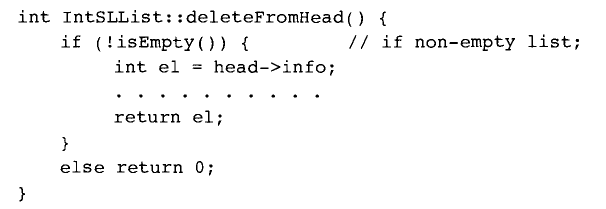 int IntSLList::deleteFromHead() {
    if (!isEmpty()) {        // if non-empty list;
        int el = head->info;
        . . . . . . . . . .
        return el;
    }
    else return 0;
}